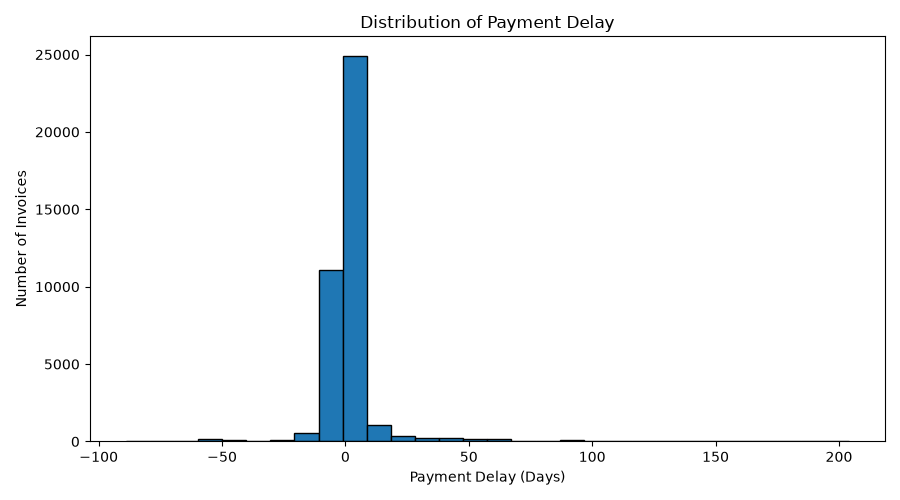 Distribution of Payment Delay
Number of Invoices
25000
20000
15000
10000
5000
0
−100 −50 0 50 100 150 200
Payment Delay (Days)